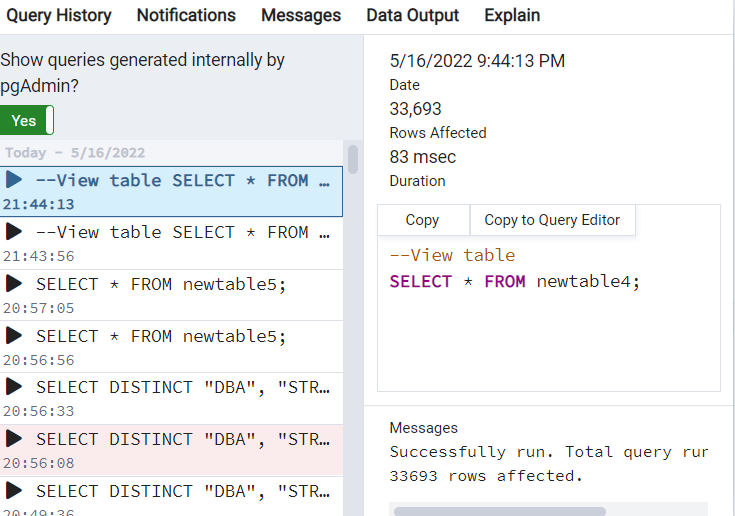 Query History Notifications Messages Data Output Explain
Show queries generated internally by
pgAdmin?
Yes
Today - 5/16/2022
--View table SELECT * FROM …
21:44:13
--View table SELECT * FROM …
21:43:56
SELECT * FROM newtable5;
20:57:05
SELECT * FROM newtable5;
20:56:56
SELECT DISTINCT "DBA", "STR…
20:56:33
SELECT DISTINCT "DBA", "STR…
20:56:08
SELECT DISTINCT "DBA", "STR…
20:49:36
5/16/2022 9:44:13 PM
Date
33,693
Rows Affected
83 msec
Duration
Copy Copy to Query Editor
--View table
SELECT * FROM newtable4;
Messages
Successfully run. Total query rur
33693 rows affected.